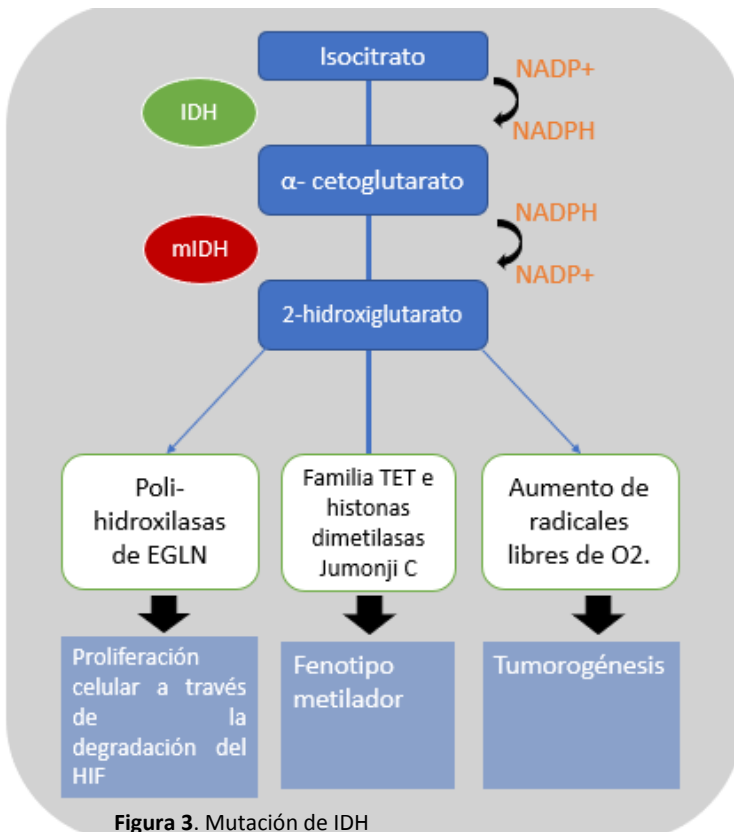 Isocitrato
NADP+
IDH
NADPH
α- cetoglutarato
NADPH
mIDH
NADP+
2-hidroxiglutarato
Poli-
hidroxilasas
de EGLN
Familia TET e
histonas
dimetilasas
Jumonji C
Aumento de
radicales
libres de O2.
Proliferación
celular a través
de la
degradación del
HIF
Fenotipo
metilador
Tumorogénesis
Figura 3. Mutación de IDH